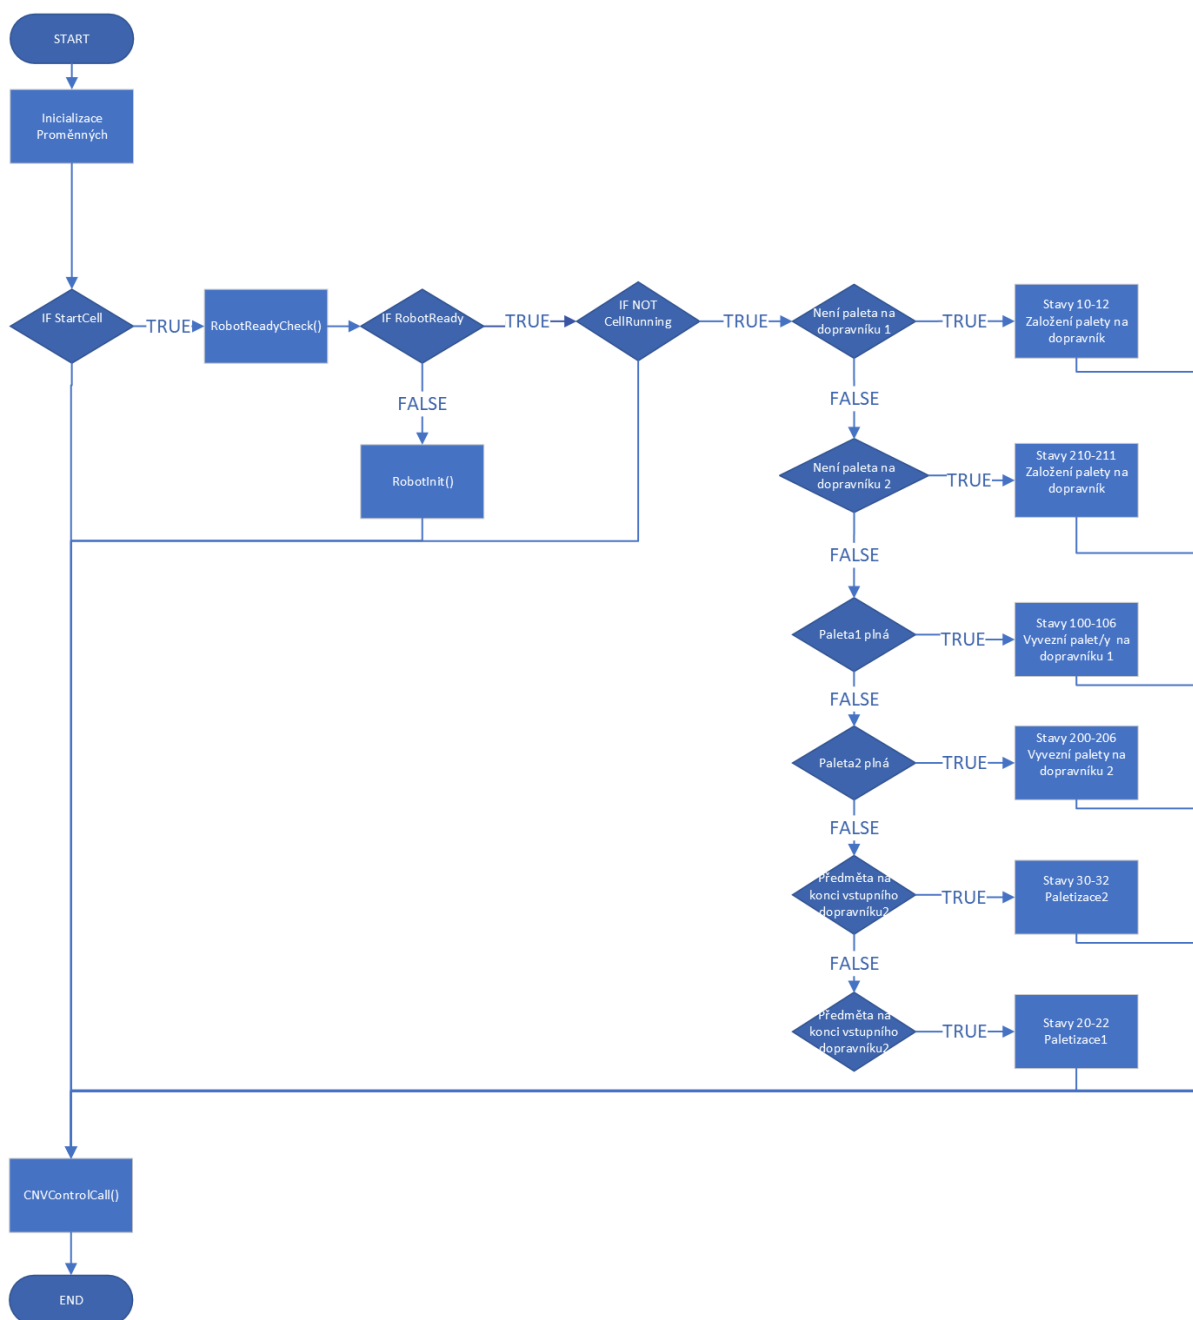 START
Inicializace
Proměnných
IF StartCell
TRUE
RobotReadyCheck()
IF RobotReady
TRUE
IF NOT
CellRunning
TRUE
Není paleta na
dopravníku 1
TRUE
Stavy 10-12
Založení palety na
dopravník
FALSE
RobotInit()
FALSE
Není paleta na
dopravníku 2
TRUE
Stavy 210-211
Založení palety na
dopravník
FALSE
Paleta1 plná
TRUE
Stavy 100-106
Vyvezní palet/y na
dopravníku 1
FALSE
Paleta2 plná
TRUE
Stavy 200-206
Vyvezní palety na
dopravníku 2
FALSE
Předměta na
konci vstupního
dopravníku2
TRUE
Stavy 30-32
Paletizace2
FALSE
Předměta na
konci vstupního
dopravníku2
TRUE
Stavy 20-22
Paletizace1
CNVControlCall()
END